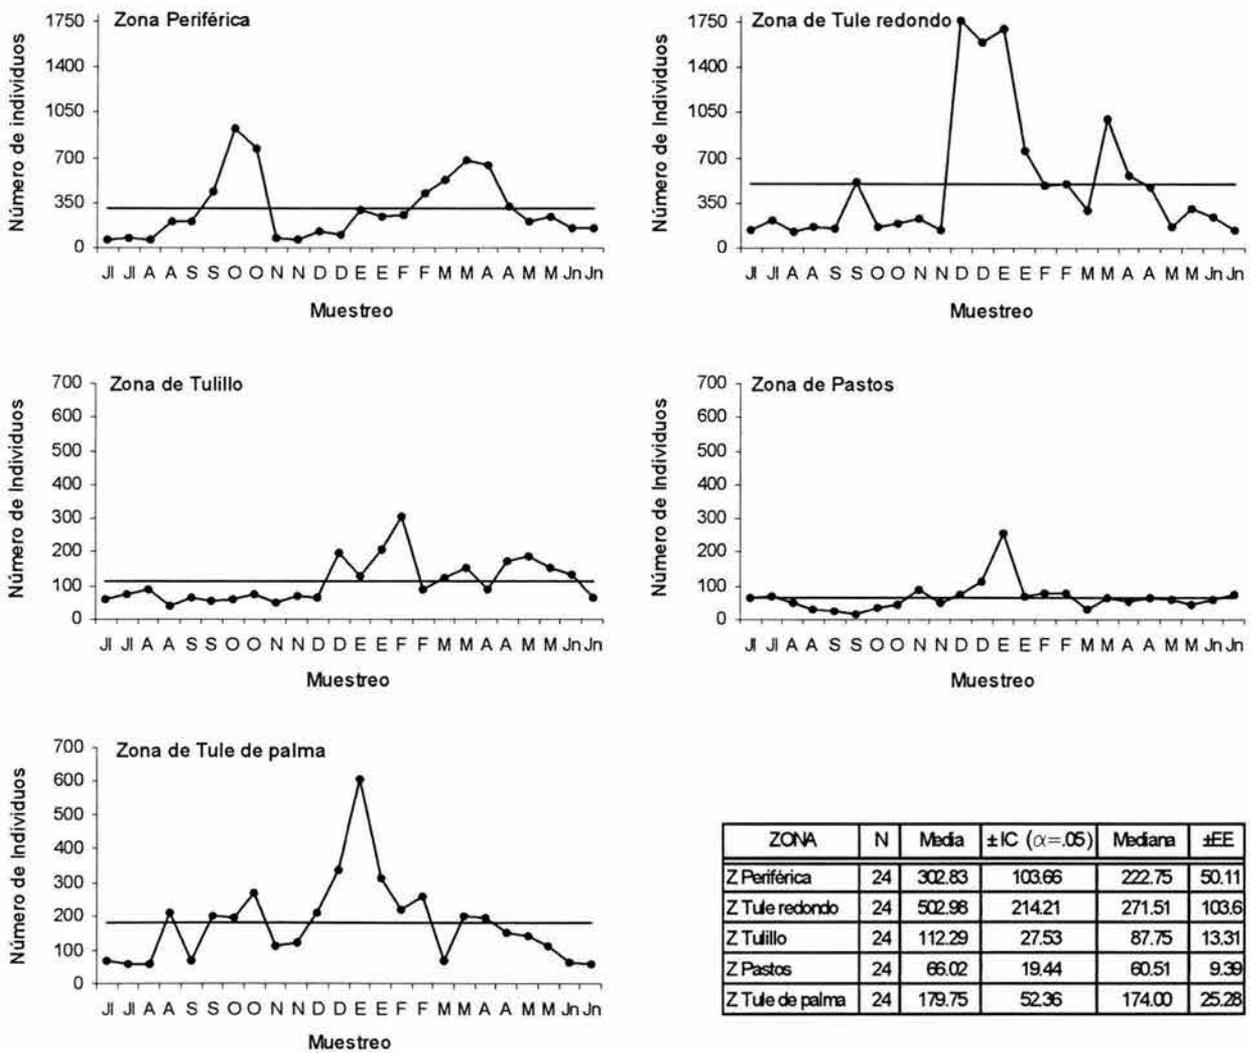 Zona Periférica
Número de individuos
1750
1400
1050
700
350
0
Jl Jl A A S S O O N N D D E E F F M M A A M M Jn Jn
Muestreo
Zona de Tule redondo
Número de Individuos
1750
1400
1050
700
350
0
Jl Jl A A S S O O N N D D E E F F M M A A M M Jn Jn
Muestreo
Zona de Tulillo
Número de Individuos
700
600
500
400
300
200
100
0
Jl Jl A A S S O O N N D D E E F F M M A A M M Jn Jn
Muestreo
Zona de Pastos
Número de Individuos
700
600
500
400
300
200
100
0
Jl Jl A A S S O O N N D D E E F F M M A A M M Jn Jn
Muestreo
Zona de Tule de palma
Número de Individuos
700
600
500
400
300
200
100
0
Jl Jl A A S S O O N N D D E E F F M M A A M M Jn Jn
Muestreo
ZONA N Media ±IC (α=.05) Mediana ±EE
Z Periférica 24 302.83 103.66 222.75 50.11
Z Tule redondo 24 502.98 214.21 271.51 103.6
Z Tulillo 24 112.29 27.53 87.75 13.31
Z Pastos 24 66.02 19.44 60.51 9.39
Z Tule de palma 24 179.75 52.36 174.00 25.28